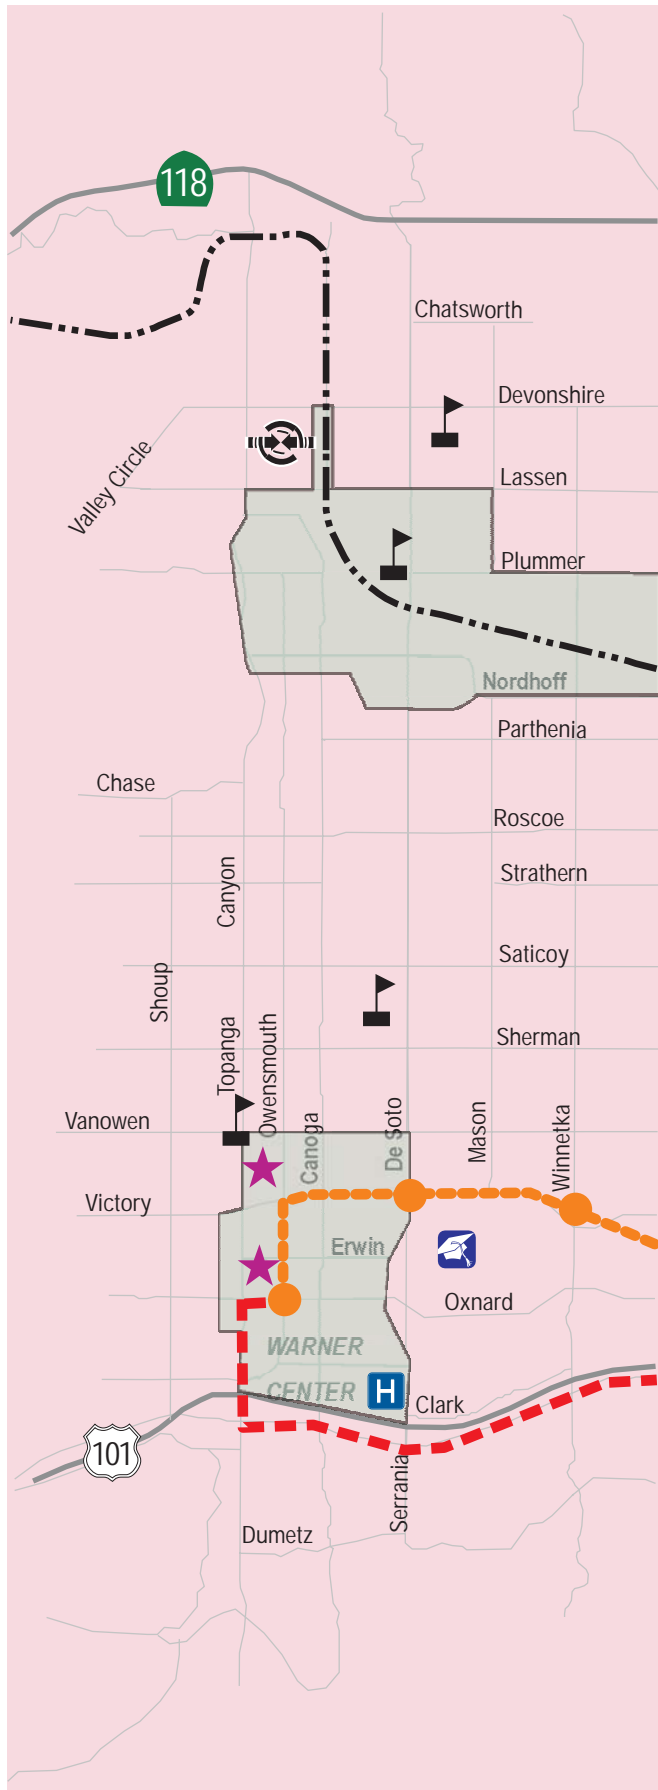 118
Chatsworth
Devonshire
Valley Circle
Lassen
Plummer
Nordhoff
Parthenia
Chase
Roscoe
Strathern
Canyon
Saticoy
Shoup
Topanga
Owensmouth
Sherman
Vanowen
Canoga
De Soto
Mason
Winnetka
Victory
Erwin
Oxnard
WARNER
CENTER
H
Clark
101
Serrania
Dumetz